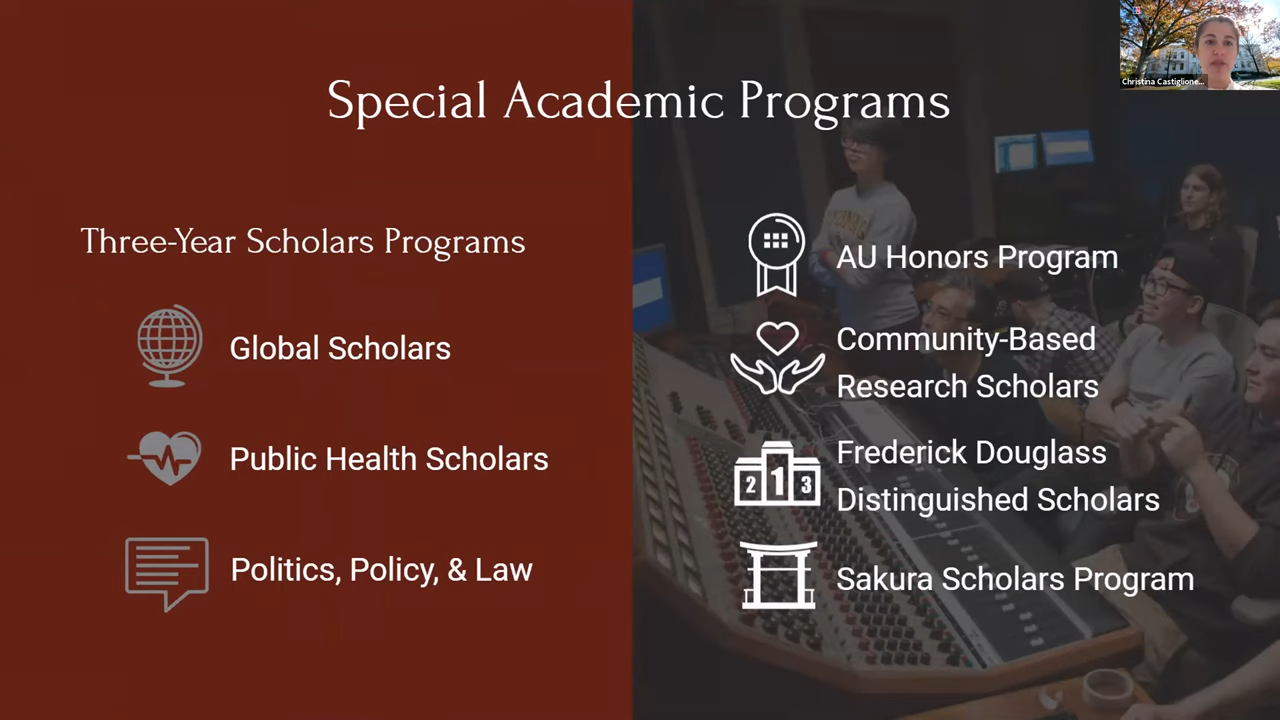 Christina Castiglione...
Special Academic Programs
Three-Year Scholars Programs
Global Scholars
Public Health Scholars
Politics, Policy, & Law
AU Honors Program
Community-Based
Research Scholars
2 1 3
Frederick Douglass
Distinguished Scholars
Sakura Scholars Program